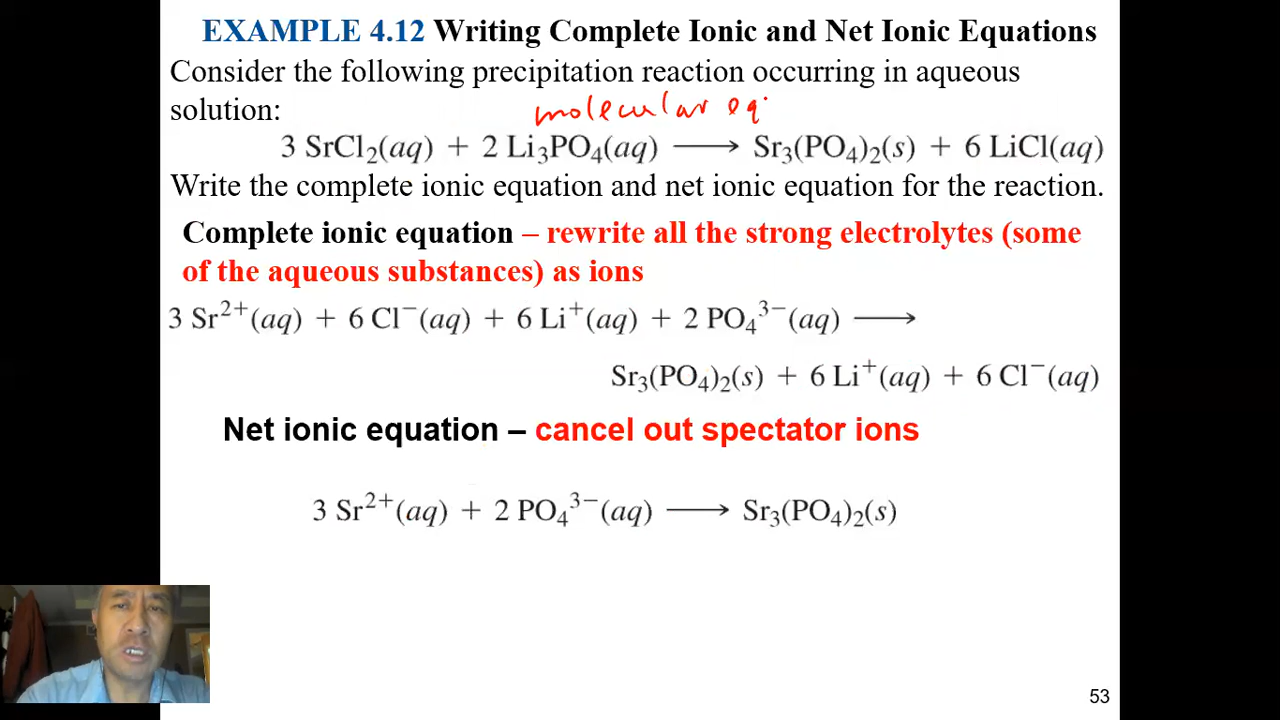 EXAMPLE 4.12 Writing Complete Ionic and Net Ionic Equations
Consider the following precipitation reaction occurring in aqueous
solution:
molecular eq
3 SrCl₂(aq) + 2 Li₃PO₄(aq) ⟶ Sr₃(PO₄)₂(s) + 6 LiCl(aq)
Write the complete ionic equation and net ionic equation for the reaction.
Complete ionic equation – rewrite all the strong electrolytes (some
of the aqueous substances) as ions
3 Sr²⁺(aq) + 6 Cl⁻(aq) + 6 Li⁺(aq) + 2 PO₄³⁻(aq) ⟶
Sr₃(PO₄)₂(s) + 6 Li⁺(aq) + 6 Cl⁻(aq)
Net ionic equation – cancel out spectator ions
3 Sr²⁺(aq) + 2 PO₄³⁻(aq) ⟶ Sr₃(PO₄)₂(s)
53